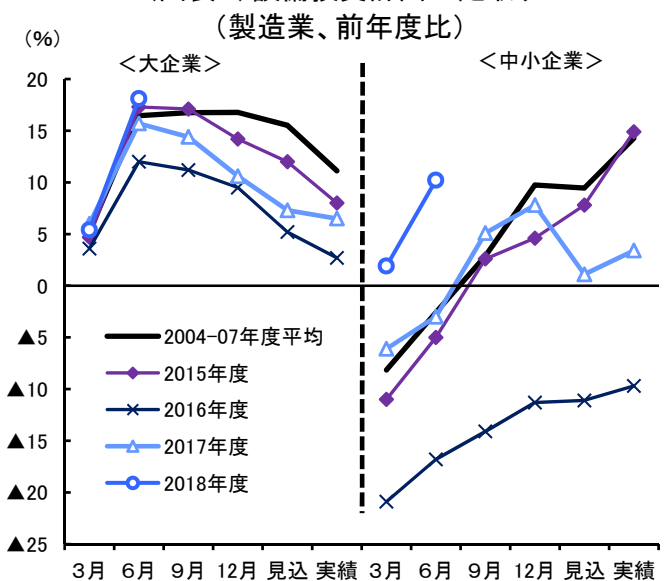 (製造業、前年度比)
(%)
＜大企業＞
＜中小企業＞
20
15
10
5
0
▲5
▲10
▲15
▲20
▲25
2004-07年度平均
2015年度
2016年度
2017年度
2018年度
3月 6月 9月 12月 見込 実績 3月 6月 9月 12月 見込 実績